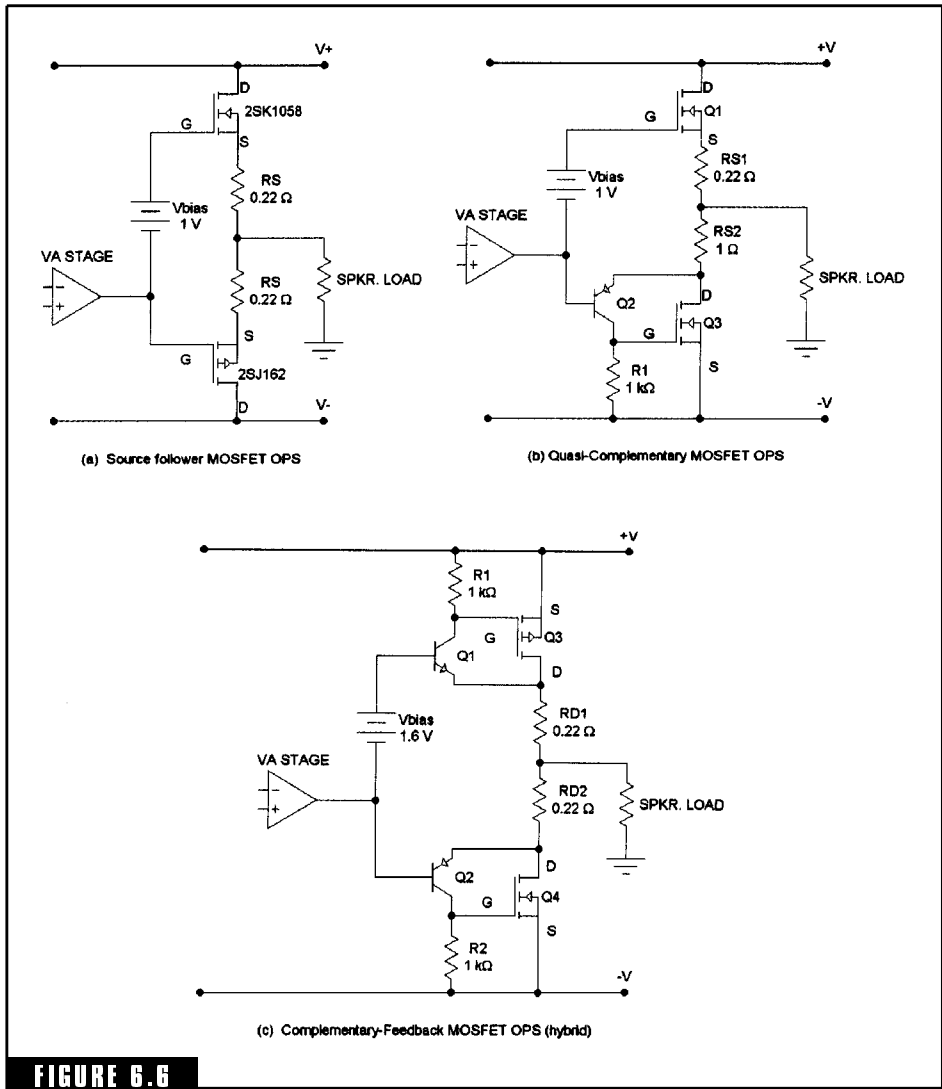 V+
D
2SK1058
G
S
RS
0.22 Ω
Vbias
1 V
VA STAGE
RS
0.22 Ω
SPKR. LOAD
S
G
2SJ162
D
V-
(a) Source follower MOSFET OPS
+V
D
Q1
G
S
RS1
0.22 Ω
Vbias
1 V
RS2
1 Ω
VA STAGE
SPKR. LOAD
Q2
D
Q3
G
S
R1
1 kΩ
-V
(b) Quasi-Complementary MOSFET OPS
+V
R1
1 kΩ
S
G
Q3
Q1
D
RD1
0.22 Ω
Vbias
1.6 V
VA STAGE
RD2
0.22 Ω
SPKR. LOAD
Q2
D
G
Q4
S
R2
1 kΩ
-V
(c) Complementary-Feedback MOSFET OPS (hybrid)
FIGURE 6.6